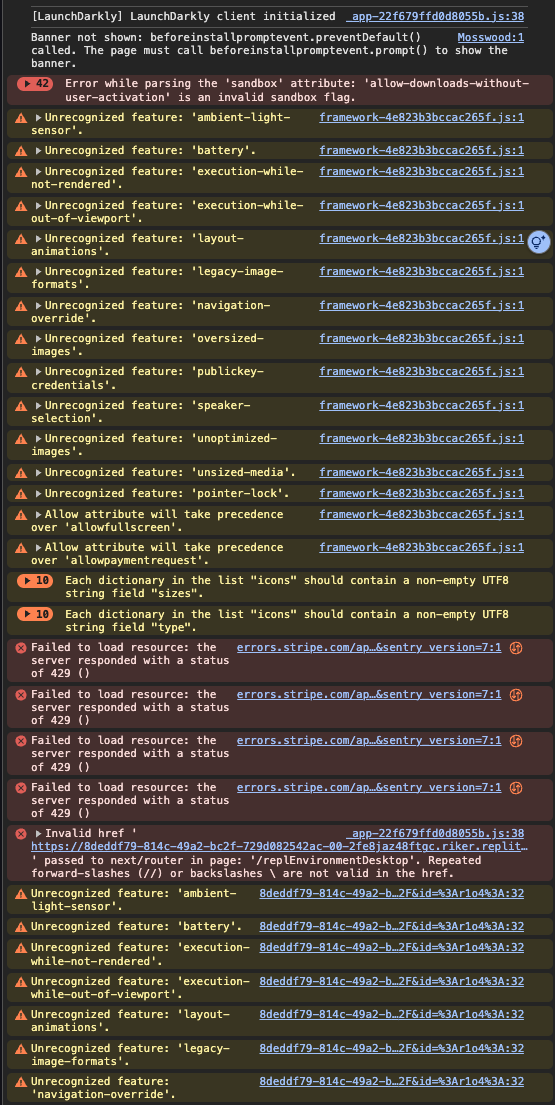 [LaunchDarkly] LaunchDarkly client initialized _app-22f679ffd0d8055b.js:38
Banner not shown: beforeinstallpromptevent.preventDefault() Mosswood:1
called. The page must call beforeinstallpromptevent.prompt() to show the
banner.
42 Error while parsing the 'sandbox' attribute: 'allow-downloads-without-
user-activation' is an invalid sandbox flag.
Unrecognized feature: 'ambient-light- framework-4e823b3bccac265f.js:1
sensor'.
Unrecognized feature: 'battery'. framework-4e823b3bccac265f.js:1
Unrecognized feature: 'execution-while- framework-4e823b3bccac265f.js:1
not-rendered'.
Unrecognized feature: 'execution-while- framework-4e823b3bccac265f.js:1
out-of-viewport'.
Unrecognized feature: 'layout- framework-4e823b3bccac265f.js:1
animations'.
Unrecognized feature: 'legacy-image- framework-4e823b3bccac265f.js:1
formats'.
Unrecognized feature: 'navigation- framework-4e823b3bccac265f.js:1
override'.
Unrecognized feature: 'oversized- framework-4e823b3bccac265f.js:1
images'.
Unrecognized feature: 'publickey- framework-4e823b3bccac265f.js:1
credentials'.
Unrecognized feature: 'speaker- framework-4e823b3bccac265f.js:1
selection'.
Unrecognized feature: 'unoptimized- framework-4e823b3bccac265f.js:1
images'.
Unrecognized feature: 'unsized-media'. framework-4e823b3bccac265f.js:1
Unrecognized feature: 'pointer-lock'. framework-4e823b3bccac265f.js:1
Allow attribute will take precedence framework-4e823b3bccac265f.js:1
over 'allowfullscreen'.
Allow attribute will take precedence framework-4e823b3bccac265f.js:1
over 'allowpaymentrequest'.
10 Each dictionary in the list "icons" should contain a non-empty UTF8
string field "sizes".
10 Each dictionary in the list "icons" should contain a non-empty UTF8
string field "type".
Failed to load resource: the errors.stripe.com/ap…&sentry_version=7:1
server responded with a status
of 429 ()
Failed to load resource: the errors.stripe.com/ap…&sentry_version=7:1
server responded with a status
of 429 ()
Failed to load resource: the errors.stripe.com/ap…&sentry_version=7:1
server responded with a status
of 429 ()
Failed to load resource: the errors.stripe.com/ap…&sentry_version=7:1
server responded with a status
of 429 ()
Invalid href ' _app-22f679ffd0d8055b.js:38
https://8deddf79-814c-49a2-bc2f-729d082542ac-00-2fe8jaz48ftgc.riker.replit…
' passed to next/router in page: '/replEnvironmentDesktop'. Repeated
forward-slashes (//) or backslashes \ are not valid in the href.
Unrecognized feature: 'ambient- 8deddf79-814c-49a2-b…2F&id=%3Ar1o4%3A:32
light-sensor'.
Unrecognized feature: 'battery'. 8deddf79-814c-49a2-b…2F&id=%3Ar1o4%3A:32
Unrecognized feature: 'execution- 8deddf79-814c-49a2-b…2F&id=%3Ar1o4%3A:32
while-not-rendered'.
Unrecognized feature: 'execution- 8deddf79-814c-49a2-b…2F&id=%3Ar1o4%3A:32
while-out-of-viewport'.
Unrecognized feature: 'layout- 8deddf79-814c-49a2-b…2F&id=%3Ar1o4%3A:32
animations'.
Unrecognized feature: 'legacy- 8deddf79-814c-49a2-b…2F&id=%3Ar1o4%3A:32
image-formats'.
Unrecognized feature: 8deddf79-814c-49a2-b…2F&id=%3Ar1o4%3A:32
'navigation-override'.